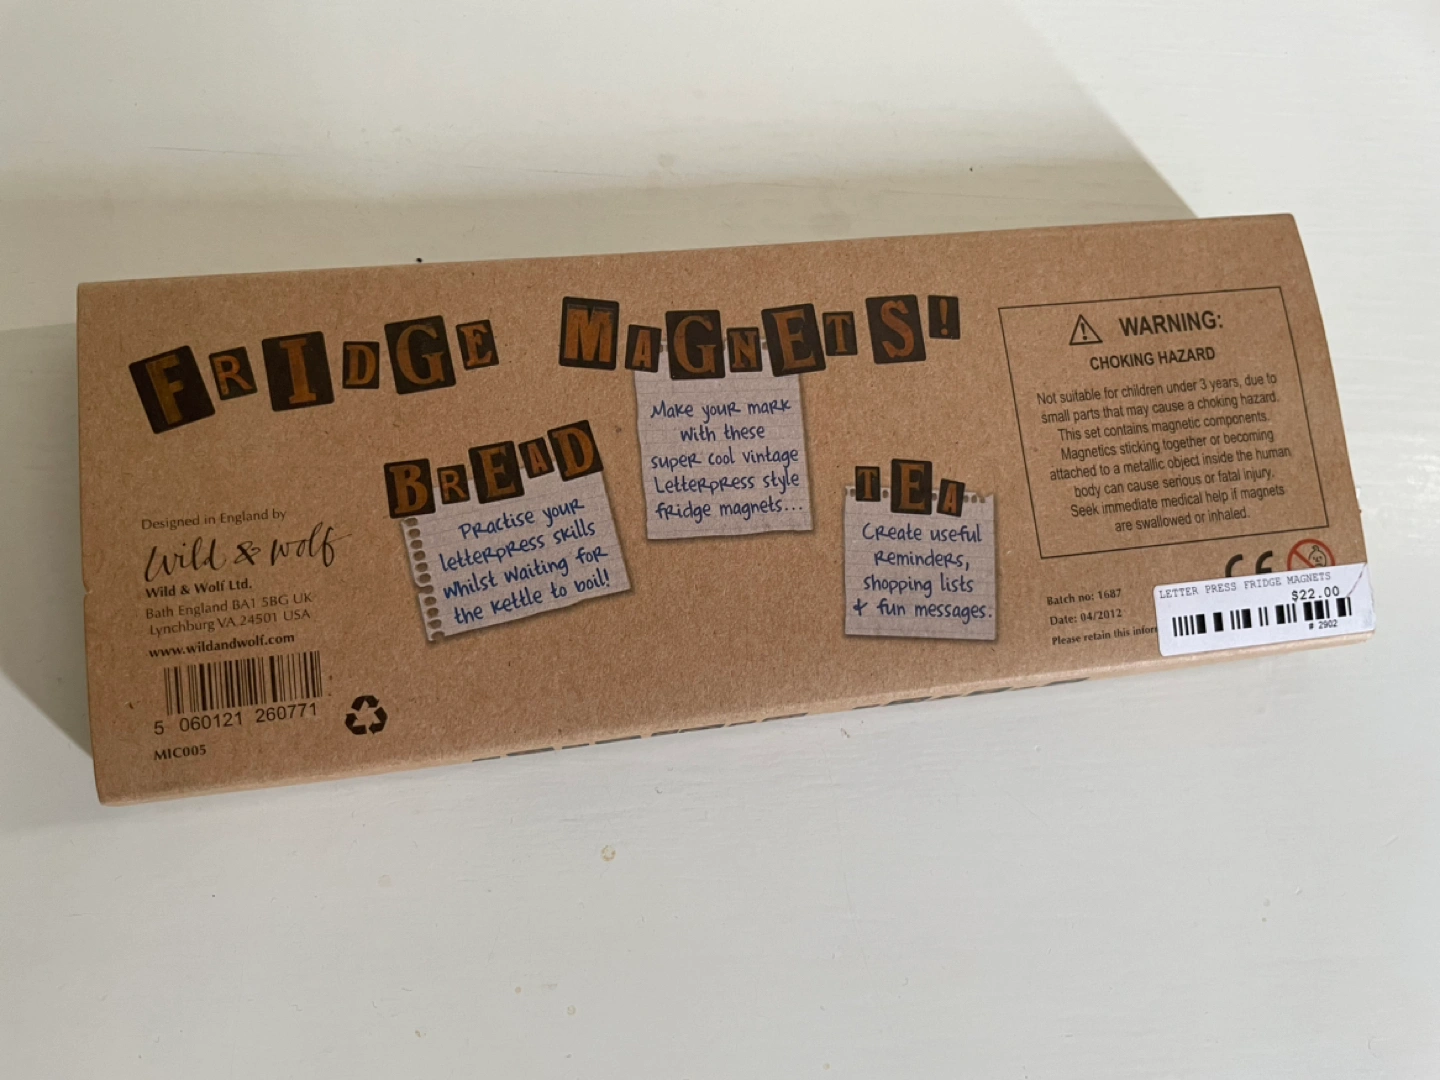 FRIDGE MAGNETS!
Make your mark
with these
super cool vintage
Letterpress style
fridge magnets...
BREAD
Practise your
letterpress skills
whilst waiting for
the kettle to boil!
TEA
Create useful
reminders,
shopping lists
+ fun messages.
WARNING:
CHOKING HAZARD
Not suitable for children under 3 years, due to
small parts that may cause a choking hazard.
This set contains magnetic components.
Magnetics sticking together or becoming
attached to a metallic object inside the human
body can cause serious or fatal injury.
Seek immediate medical help if magnets
are swallowed or inhaled.
Designed in England by
Wild & Wolf
Wild & Wolf Ltd.
Bath England BA1 5BG UK
Lynchburg VA 24501 USA
www.wildandwolf.com
5 060121 260771
MIC005
CE
Batch no: 1687
Date: 04/2012
Please retain this
LETTER PRESS FRIDGE MAGNETS
$22.00
# 2902